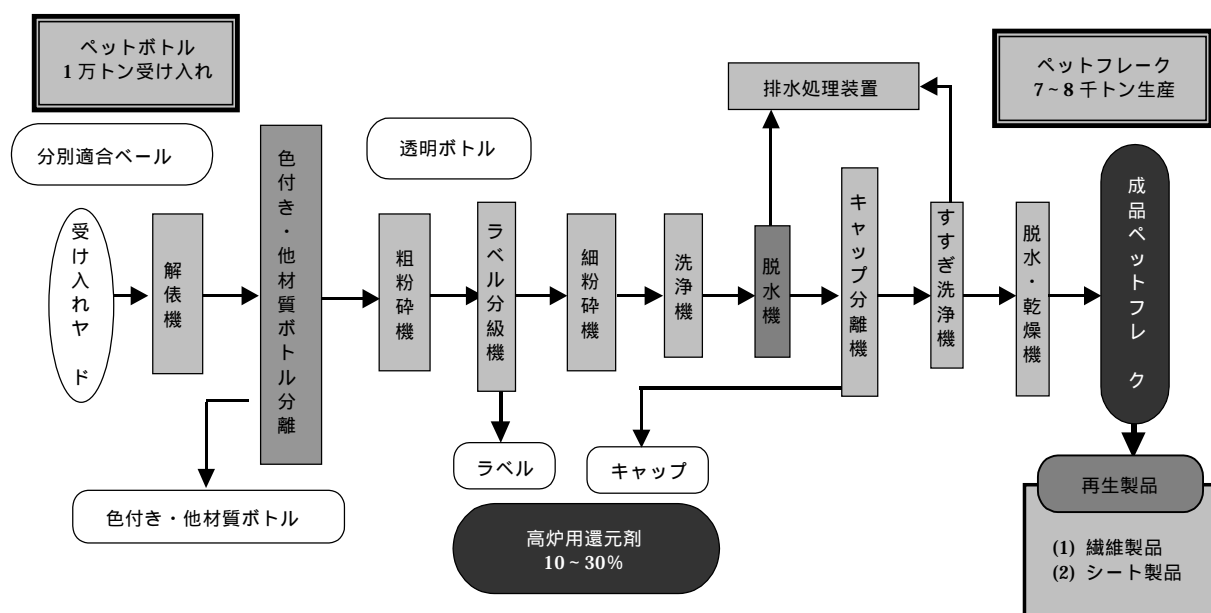 ペットボトル
1 万トン受け入れ
ペットフレーク
7~8 千トン生産
排水処理装置
分別適合ベール
透明ボトル
受け入れヤ ド
解俵機
色付き・他材質ボトル分離
粗粉砕機
ラベル分級機
細粉砕機
洗浄機
脱水機
キャップ分離機
すすぎ洗浄機
脱水・乾燥機
成品ペットフレ ク
ラベル
キャップ
色付き・他材質ボトル
高炉用還元剤
10~30%
再生製品
(1) 繊維製品
(2) シート製品